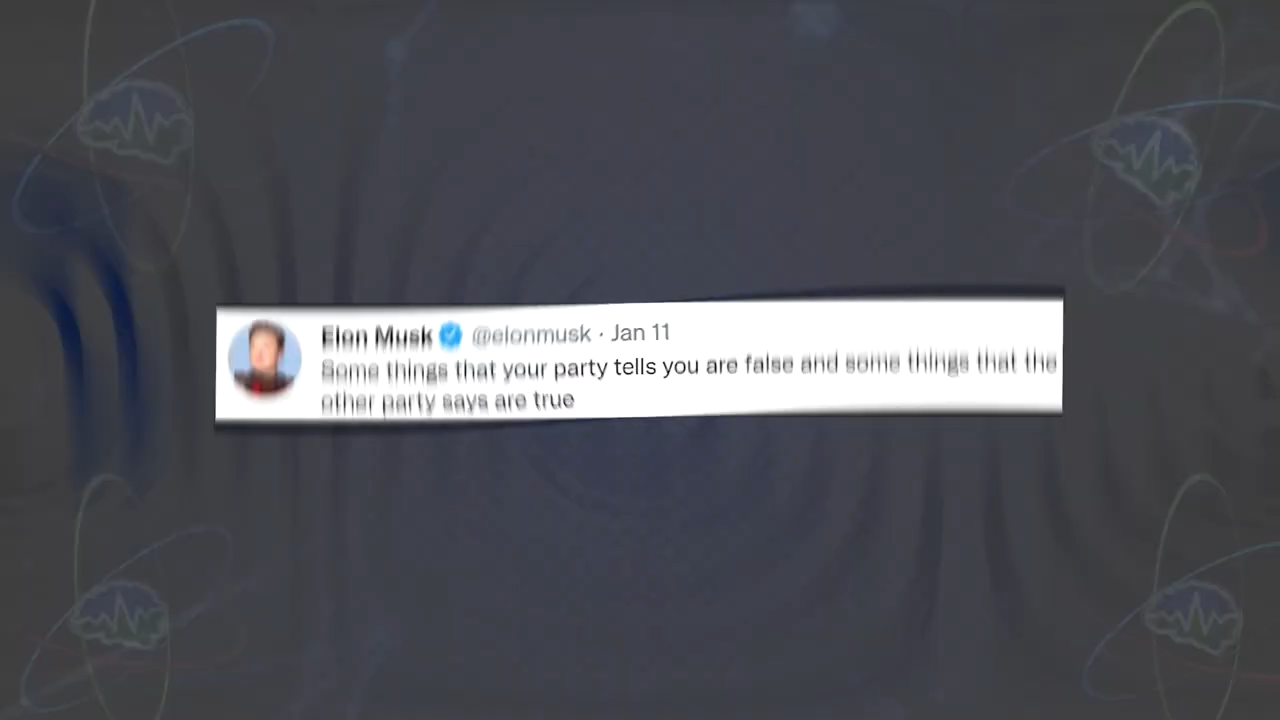 Elon Musk @elonmusk · Jan 11
Some things that your party tells you are false and some things that the
other party says are true